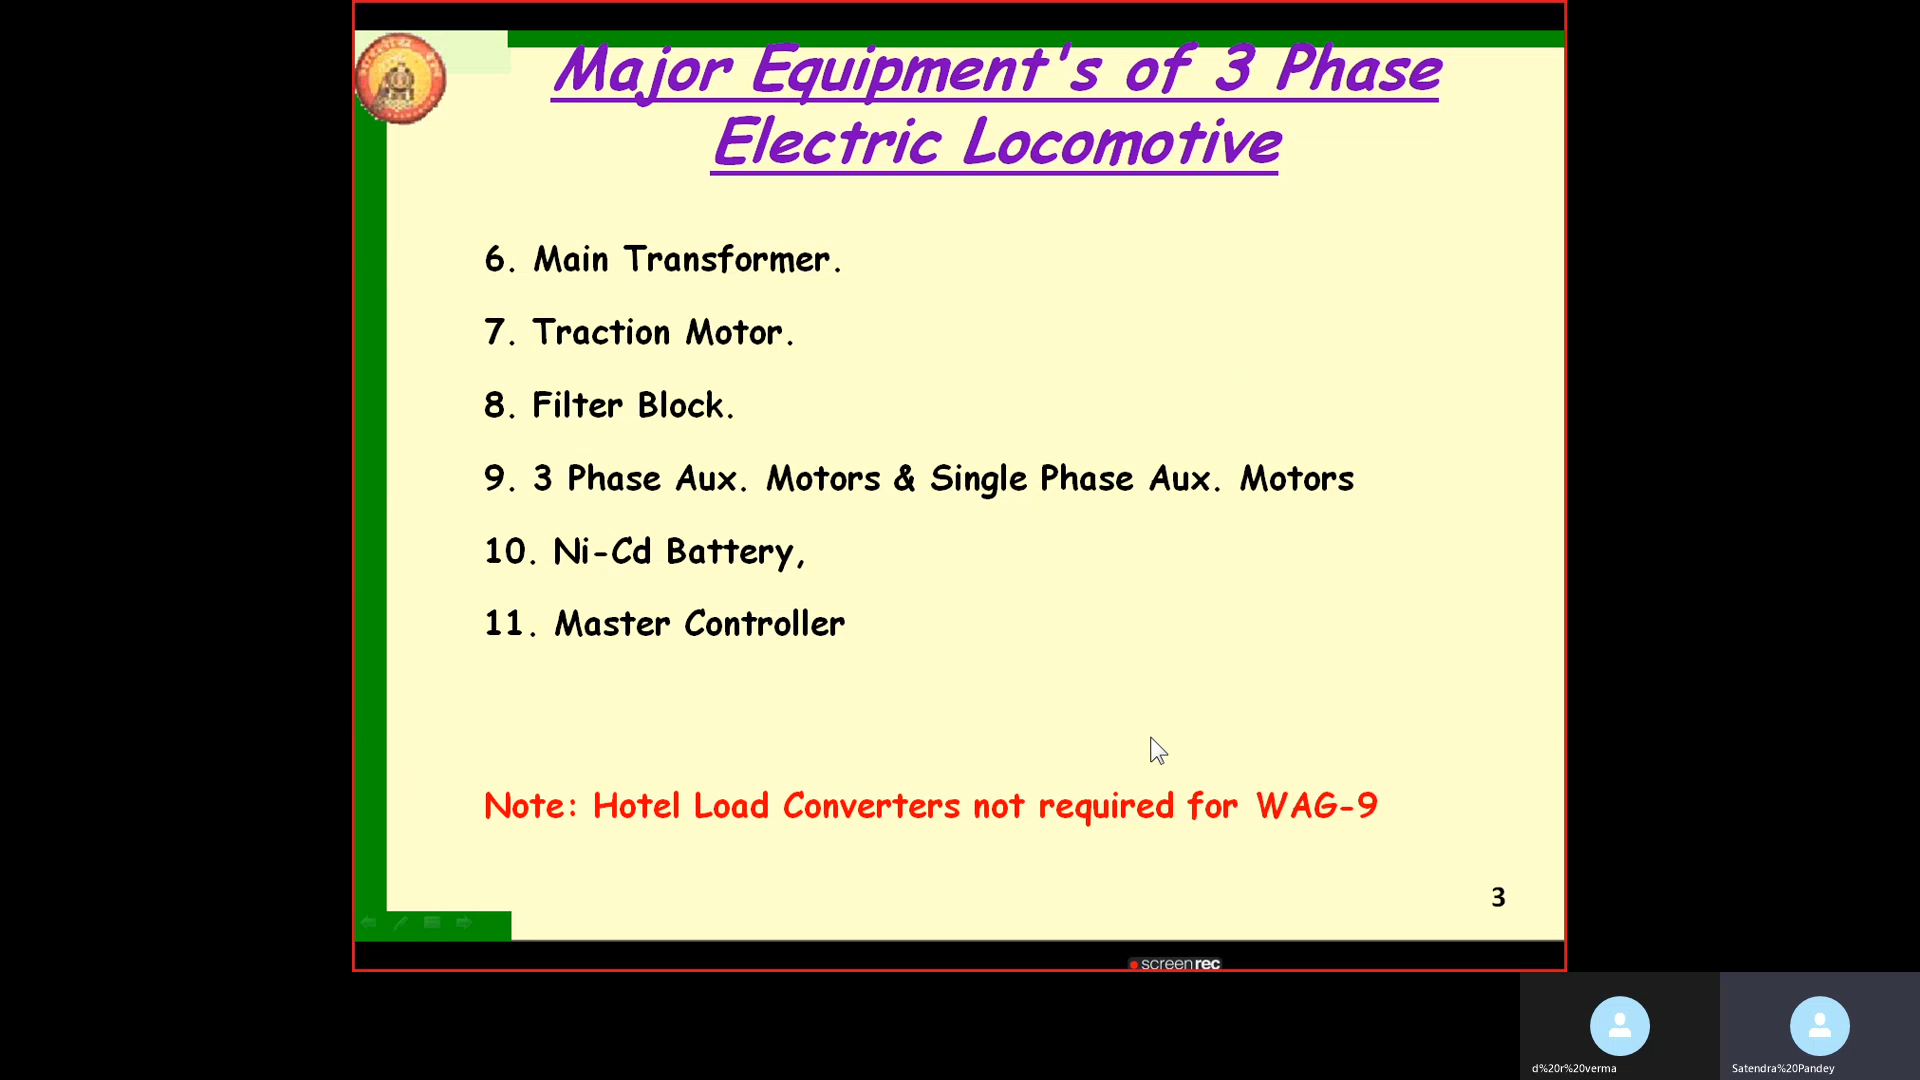 Major Equipment's of 3 Phase
Electric Locomotive
6. Main Transformer.
7. Traction Motor.
8. Filter Block.
9. 3 Phase Aux. Motors & Single Phase Aux. Motors
10. Ni-Cd Battery,
11. Master Controller
Note: Hotel Load Converters not required for WAG-9
3
screenrec
d%20r%20verma
Satendra%20Pandey